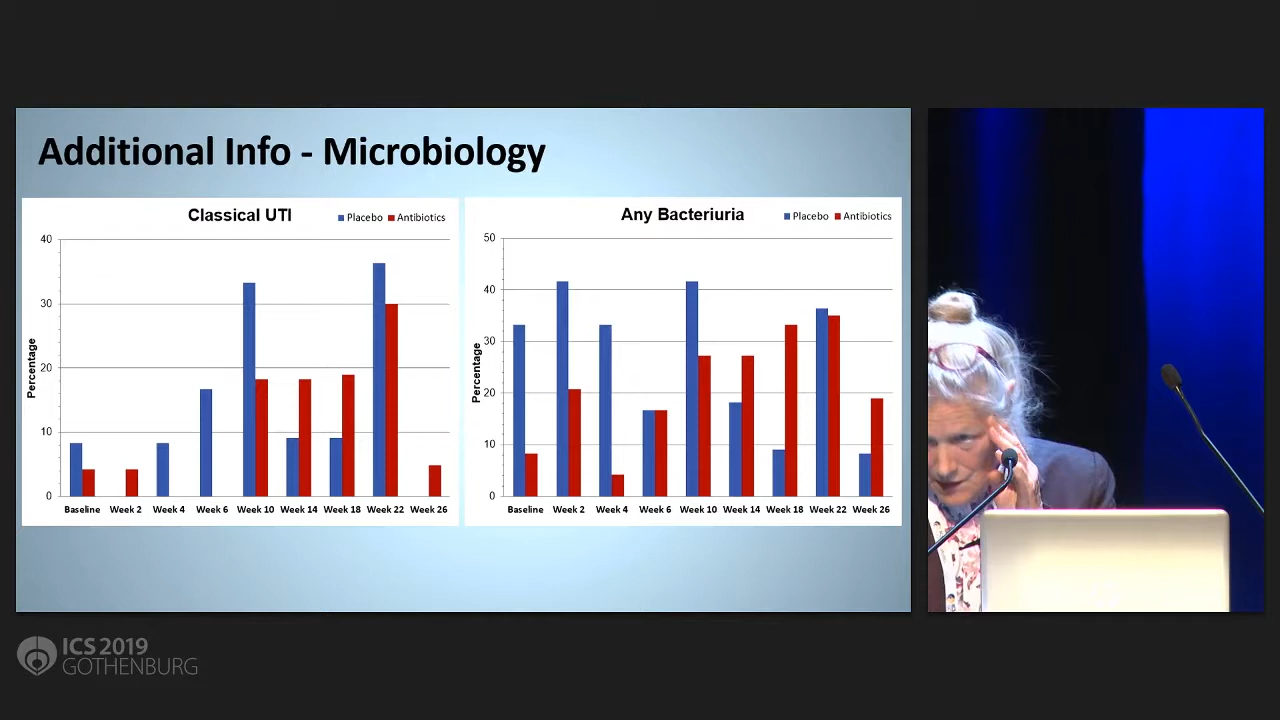 Additional Info - Microbiology
Classical UTI
Placebo Antibiotics
40
30
20
10
0
Percentage
Baseline Week 2 Week 4 Week 6 Week 10 Week 14 Week 18 Week 22 Week 26
Any Bacteriuria
Placebo Antibiotics
50
40
30
20
10
0
Percentage
Baseline Week 2 Week 4 Week 6 Week 10 Week 14 Week 18 Week 22 Week 26
ICS 2019
GOTHENBURG